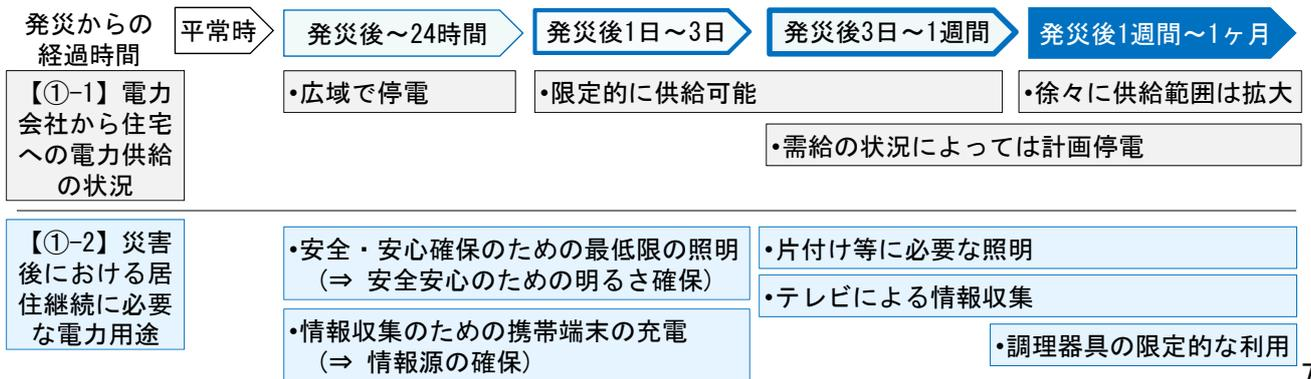 発災からの
経過時間
平常時
発災後～24時間
発災後1日～3日
発災後3日～1週間
発災後1週間～1ヶ月
【①-1】電力
会社から住宅
への電力供給
の状況
・広域で停電
・限定的に供給可能
・徐々に供給範囲は拡大
・需給の状況によっては計画停電
【①-2】災害
後における居
住継続に必要
な電力用途
・安全・安心確保のための最低限の照明
（⇒ 安全安心のための明るさ確保）
・情報収集のための携帯端末の充電
（⇒ 情報源の確保）
・片付け等に必要な照明
・テレビによる情報収集
・調理器具の限定的な利用